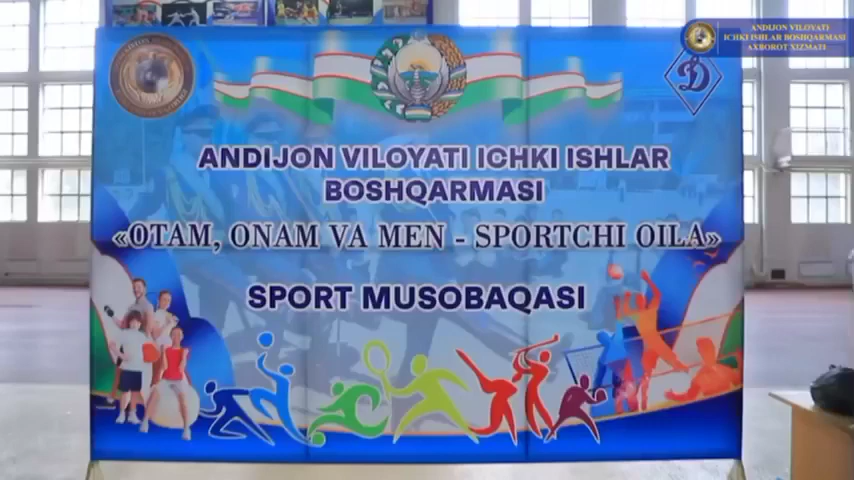 ANDIJON VILOYATI
ICHKI ISHLAR BOSHQARMASI
AXBOROT XIZMATI
ANDIJON VILOYATI ICHKI ISHLAR
BOSHQARMASI
«OTAM, ONAM VA MEN - SPORTCHI OILA»
SPORT MUSOBAQASI